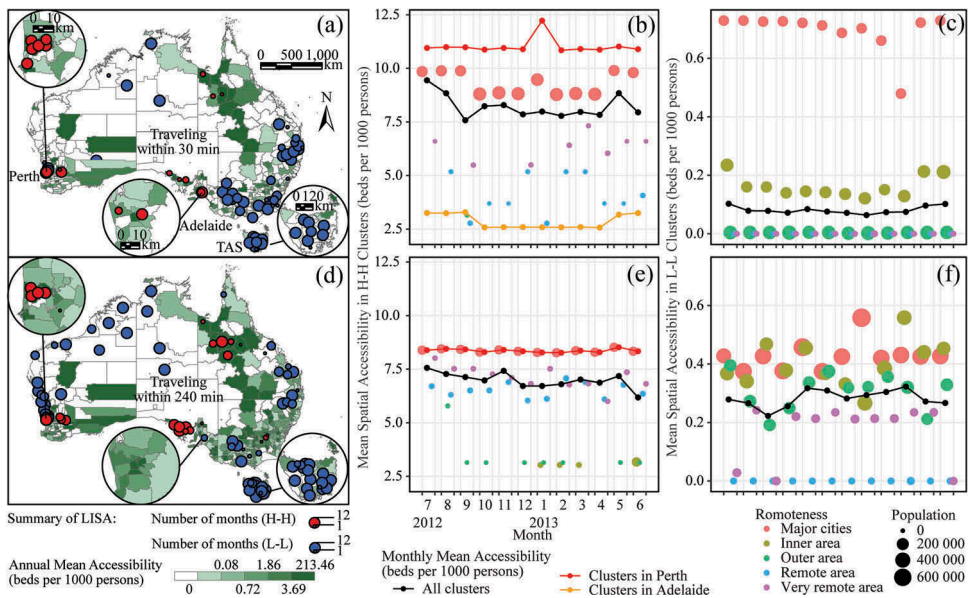 (a)
0 10
km
0 500 1,000
km
N
Traveling
within 30 min
Perth
0 10
km
Adelaide
TAS
0 120
km
(b)
12.5
10.0
7.5
5.0
2.5
(c)
0.6
0.4
0.2
0.0
(d)
Traveling
within 240 min
(e)
12.5
10.0
7.5
5.0
2.5
(f)
0.6
0.4
0.2
0.0
Mean Spatial Accessibility in H-H Clusters (beds per 1000 persons)
Mean Spatial Accessibility in L-L Clusters (beds per 1000 persons)
7 8 9 10 11 12 1 2 3 4 5 6
2012 2013
Month
Summary of LISA:
Number of months (H-H) 12
1
Number of months (L-L) 12
1
Annual Mean Accessibility
(beds per 1000 persons)
0.08 1.86 213.46
0 0.72 3.69
Monthly Mean Accessibility
(beds per 1000 persons)
All clusters
Clusters in Perth
Clusters in Adelaide
Romoteness
Major cities
Inner area
Outer area
Remote area
Very remote area
Population
0
200 000
400 000
600 000